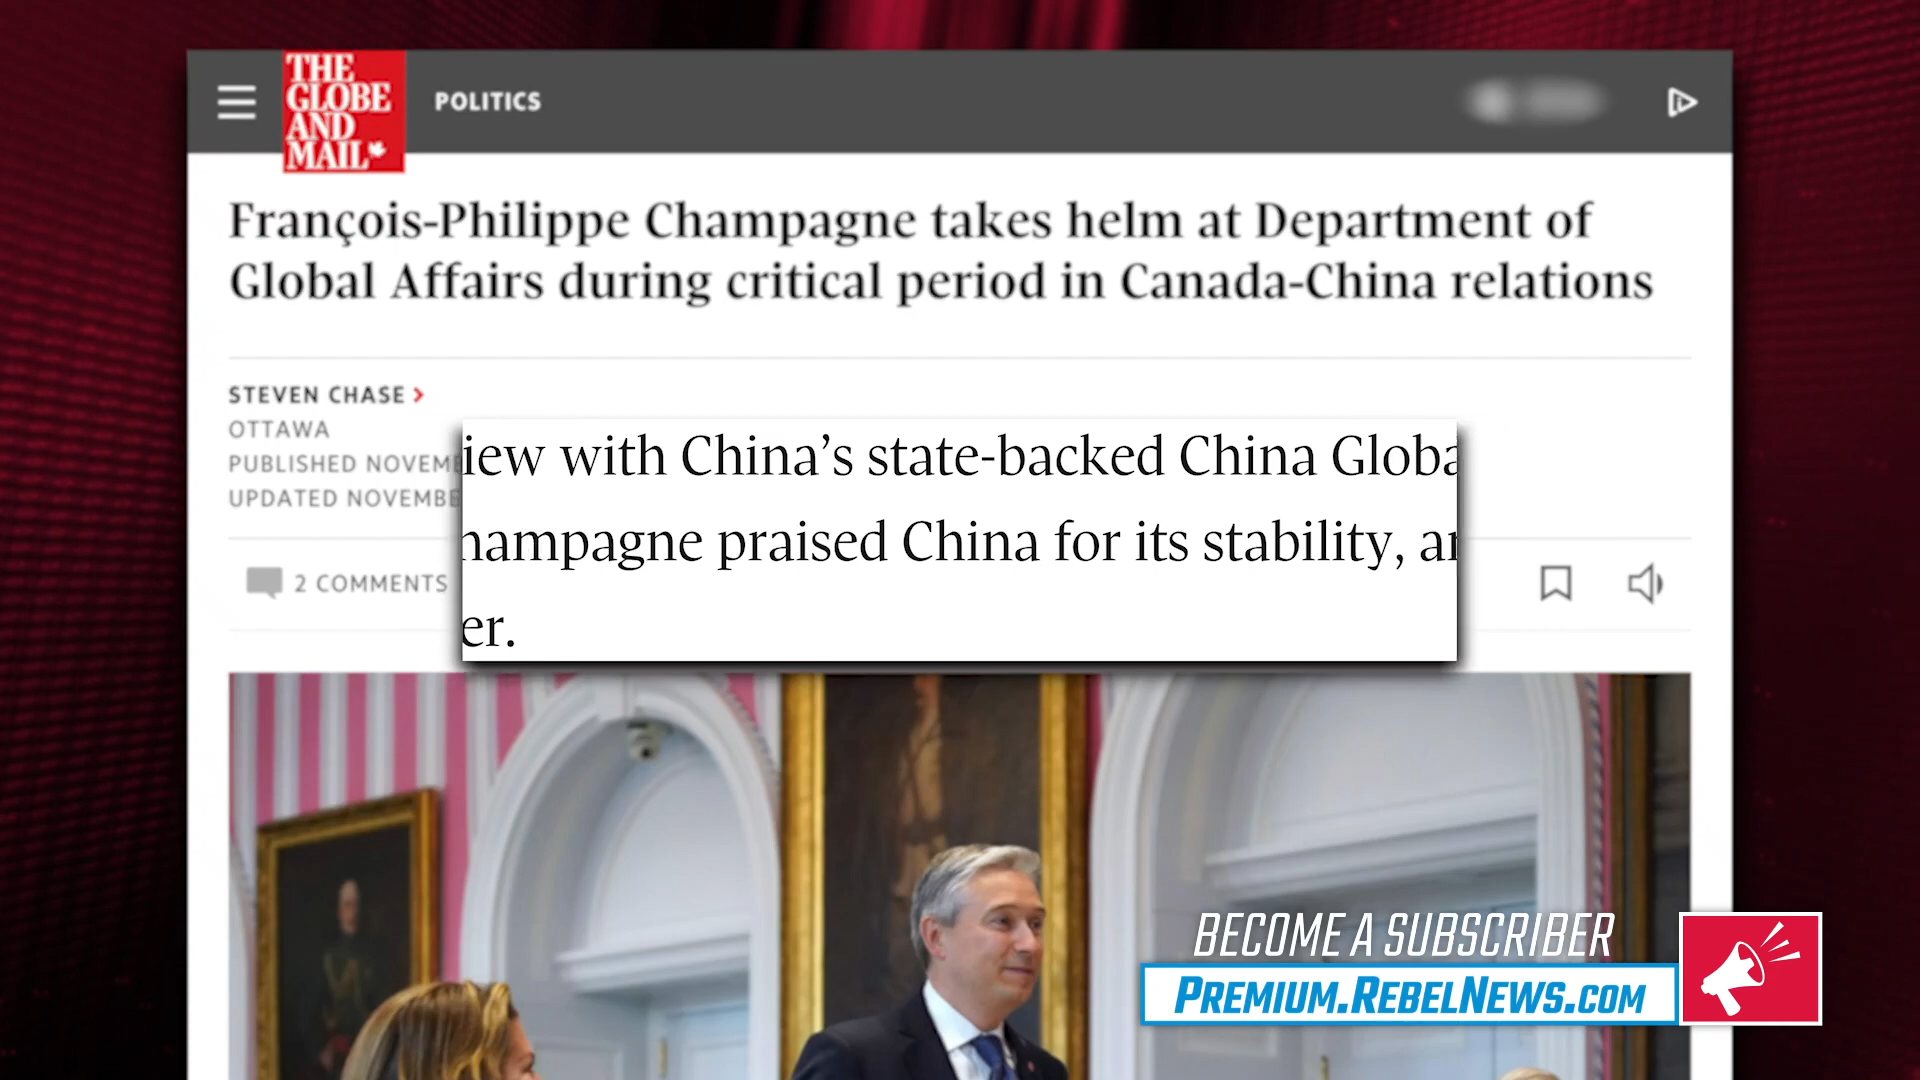 THE
GLOBE
AND
MAIL
POLITICS
François-Philippe Champagne takes helm at Department of
Global Affairs during critical period in Canada-China relations
STEVEN CHASE
OTTAWA
PUBLISHED NOVEME
UPDATED NOVEMBE
2 COMMENTS
iew with China’s state-backed China Globa
hampagne praised China for its stability, an
er.
BECOME A SUBSCRIBER
PREMIUM.REBELNEWS.COM